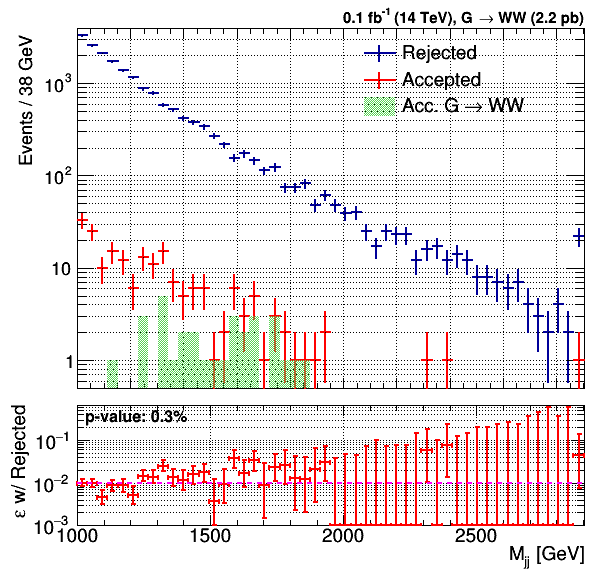 0.1 fb⁻¹ (14 TeV), G → WW (2.2 pb)
Events / 38 GeV
10³
10²
10
1
Rejected
Accepted
Acc. G → WW
p-value: 0.3%
ε w/ Rejected
10⁻¹
10⁻²
10⁻³
1000 1500 2000 2500
M_jj [GeV]